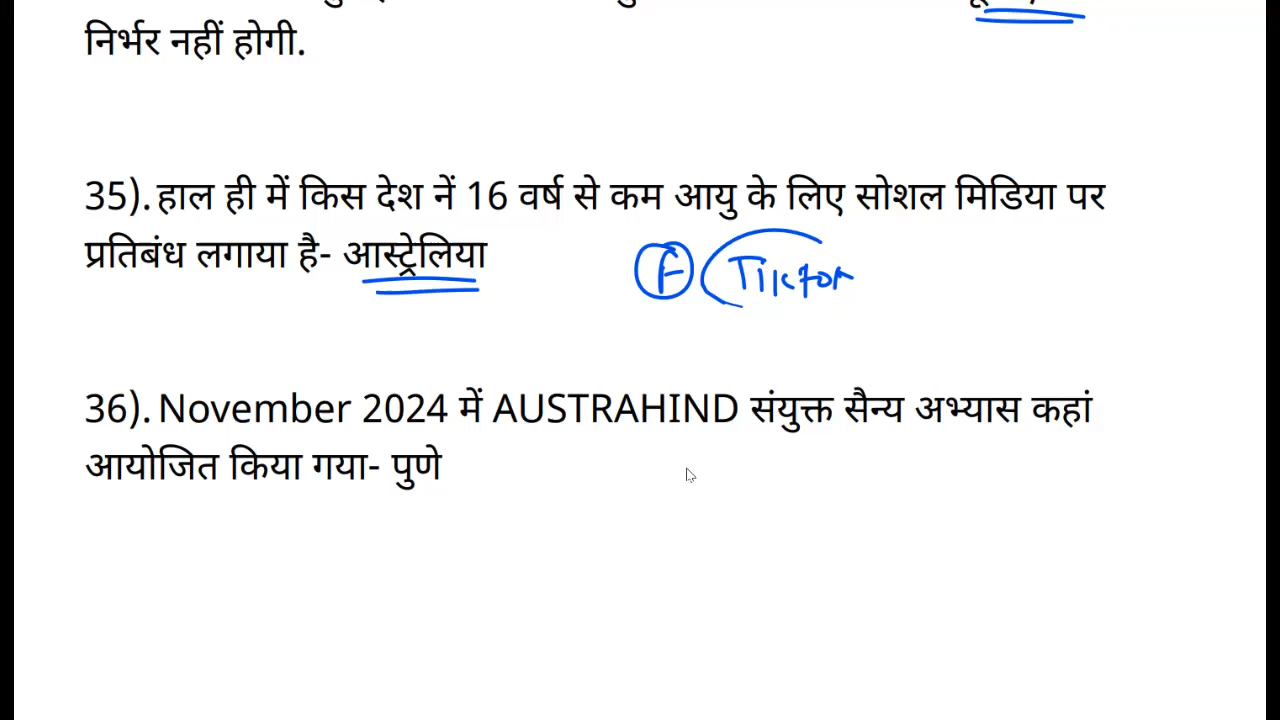 निर्भर नहीं होगी.
35). हाल ही में किस देश नें 16 वर्ष से कम आयु के लिए सोशल मिडिया पर
प्रतिबंध लगाया है- आस्ट्रेलिया
F Tiktok
36). November 2024 में AUSTRAHIND संयुक्त सैन्य अभ्यास कहां
आयोजित किया गया- पुणे